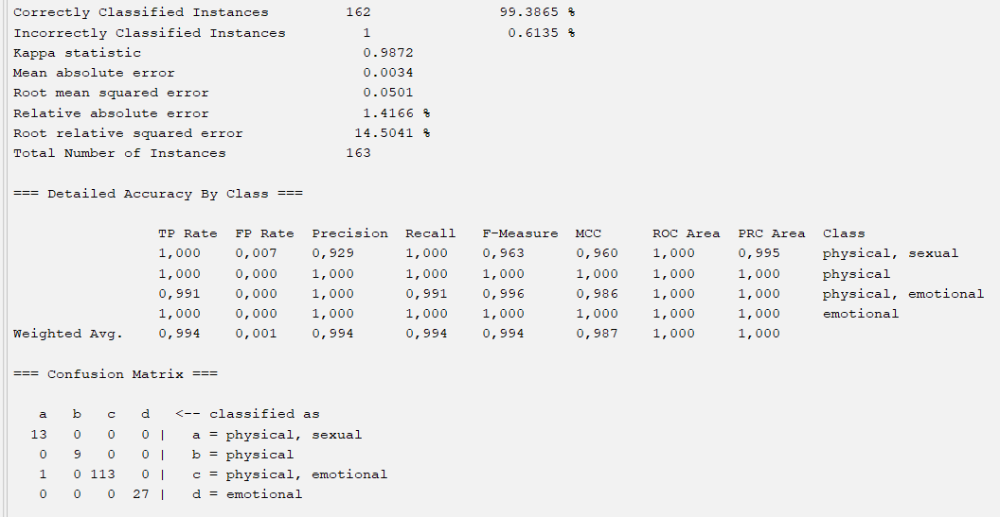 Correctly Classified Instances 162 99.3865 %
Incorrectly Classified Instances 1 0.6135 %
Kappa statistic 0.9872
Mean absolute error 0.0034
Root mean squared error 0.0501
Relative absolute error 1.4166 %
Root relative squared error 14.5041 %
Total Number of Instances 163
=== Detailed Accuracy By Class ===
TP Rate FP Rate Precision Recall F-Measure MCC ROC Area PRC Area Class
1,000 0,007 0,929 1,000 0,963 0,960 1,000 0,995 physical, sexual
1,000 0,000 1,000 1,000 1,000 1,000 1,000 1,000 physical
0,991 0,000 1,000 0,991 0,996 0,986 1,000 1,000 physical, emotional
1,000 0,000 1,000 1,000 1,000 1,000 1,000 1,000 emotional
Weighted Avg. 0,994 0,001 0,994 0,994 0,994 0,987 1,000 1,000
=== Confusion Matrix ===
a b c d <-- classified as
13 0 0 0 | a = physical, sexual
0 9 0 0 | b = physical
1 0 113 0 | c = physical, emotional
0 0 0 27 | d = emotional